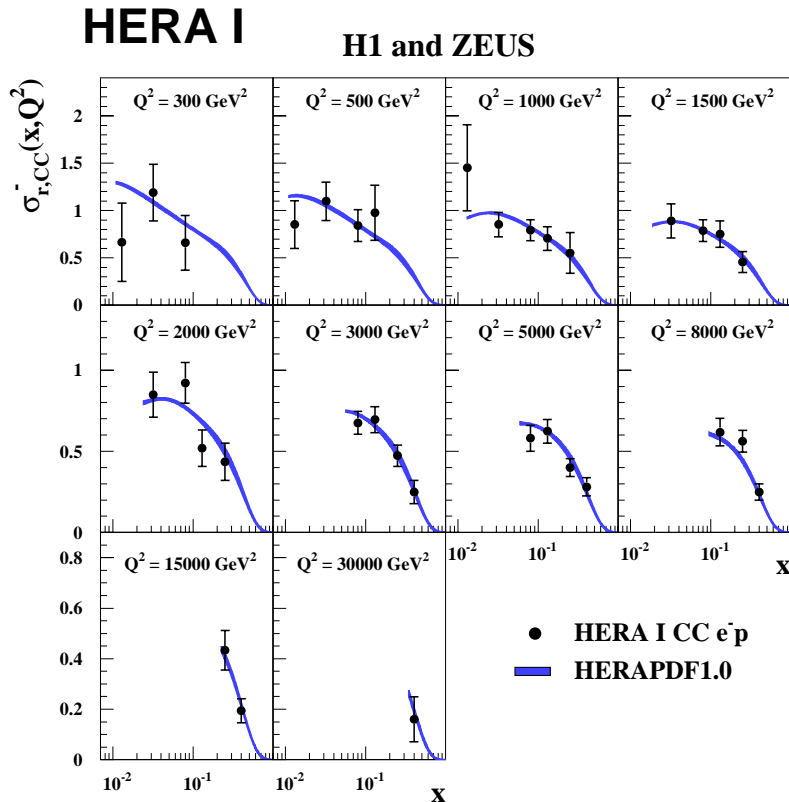 HERA I
H1 and ZEUS
σ⁻r,CC(x,Q²)
Q² = 300 GeV²
Q² = 500 GeV²
Q² = 1000 GeV²
Q² = 1500 GeV²
2
1.5
1
0.5
0
Q² = 2000 GeV²
Q² = 3000 GeV²
Q² = 5000 GeV²
Q² = 8000 GeV²
1
0.5
0
10⁻² 10⁻¹ 10⁻² 10⁻¹ x
Q² = 15000 GeV²
Q² = 30000 GeV²
0.8
0.6
0.4
0.2
0
HERA I CC e⁻p
HERAPDF1.0
10⁻² 10⁻¹ 10⁻² 10⁻¹ x